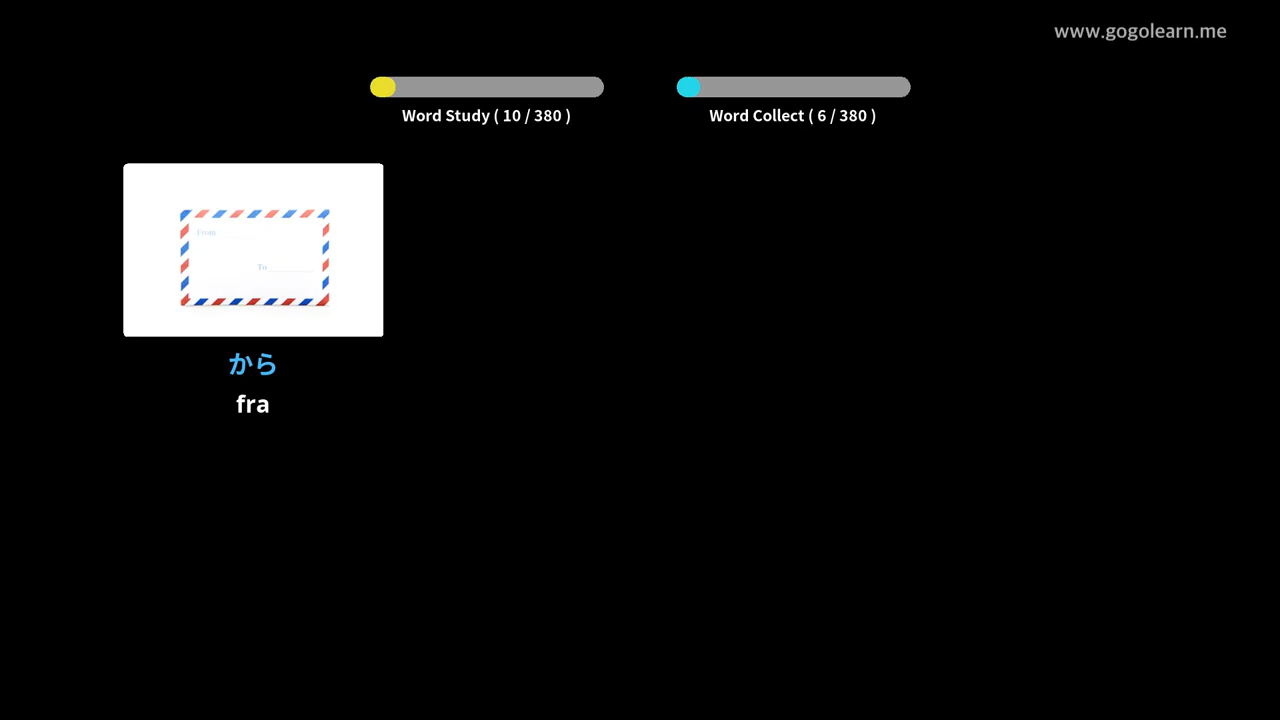 www.gogolearn.me
Word Study ( 10 / 380 )
Word Collect ( 6 / 380 )
From
To
から
fra